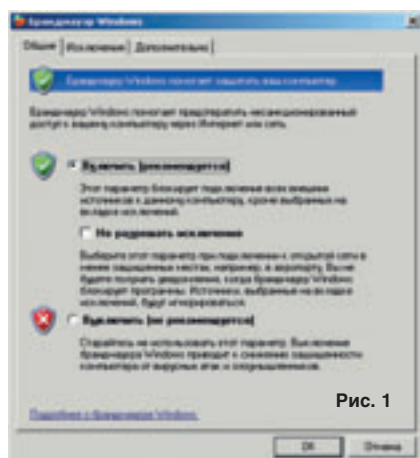 Брандмауэр Windows
Общие Исключения Дополнительно
Брандмауэр Windows помогает защитить ваш компьютер
Брандмауэр Windows помогает предотвратить несанкционированный
доступ к вашему компьютеру через Интернет или сеть.
Включить (рекомендуется)
Этот параметр блокирует подключение всех внешних
источников к данному компьютеру, кроме выбранных на
вкладке исключений.
Не разрешать исключения
Выберите этот параметр при подключении к открытой сети в
менее защищенных местах, например, в аэропорту. Вы не
будете получать уведомления, когда брандмауэр Windows
блокирует программы. Источники, выбранные на вкладке
исключений, будут игнорироваться.
Выключить (не рекомендуется)
Старайтесь не использовать этот параметр. Выключение
брандмауэра Windows приводит к снижению защищенности
компьютера от вирусных атак и злоумышленников.
Рис. 1
Подробнее о брандмауэре Windows.
OK Отмена